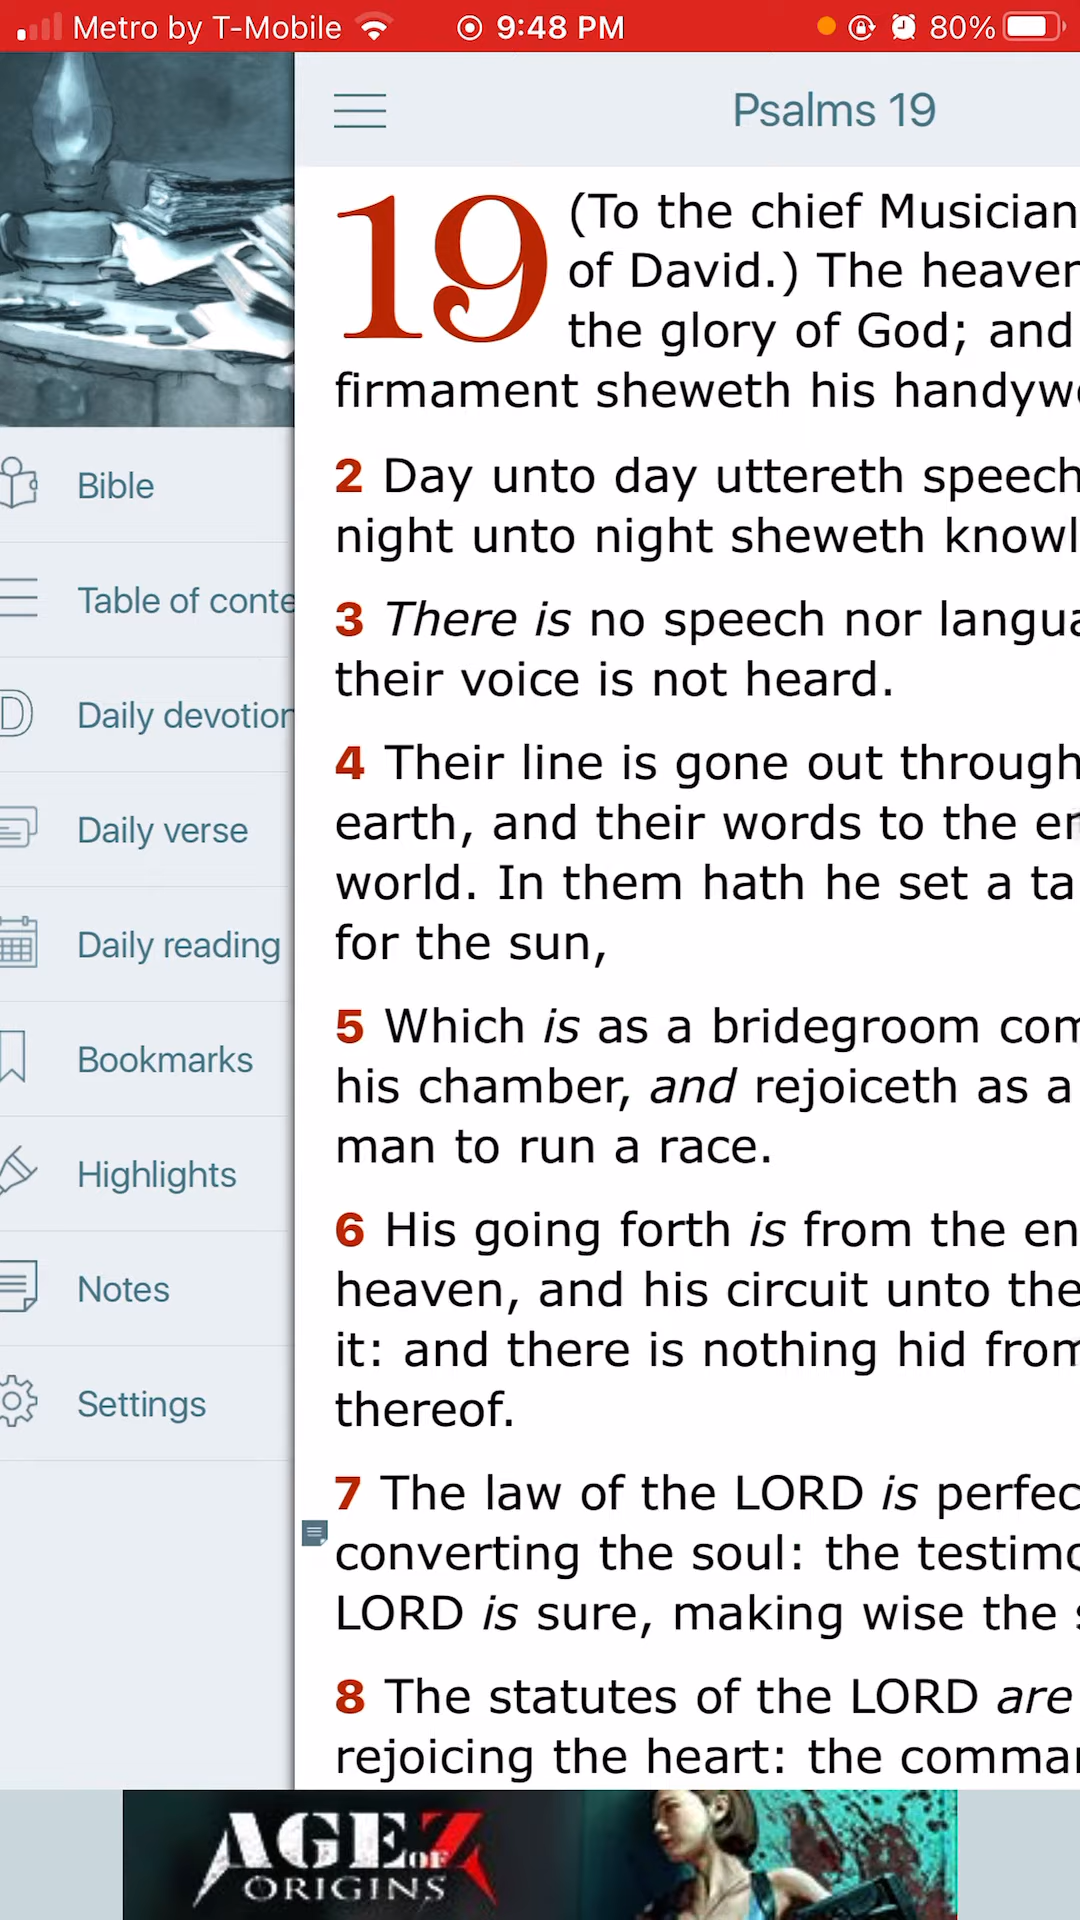 Metro by T-Mobile 9:48 PM 80%
Psalms 19
Bible
Table of conte
Daily devotion
Daily verse
Daily reading
Bookmarks
Highlights
Notes
Settings
19 (To the chief Musician
of David.) The heaven
the glory of God; and
firmament sheweth his handyw
2 Day unto day uttereth speech
night unto night sheweth knowl
3 There is no speech nor langua
their voice is not heard.
4 Their line is gone out through
earth, and their words to the en
world. In them hath he set a ta
for the sun,
5 Which is as a bridegroom com
his chamber, and rejoiceth as a
man to run a race.
6 His going forth is from the en
heaven, and his circuit unto the
it: and there is nothing hid from
thereof.
7 The law of the LORD is perfec
converting the soul: the testimo
LORD is sure, making wise the s
8 The statutes of the LORD are
rejoicing the heart: the comman
AGE OF Z
ORIGINS